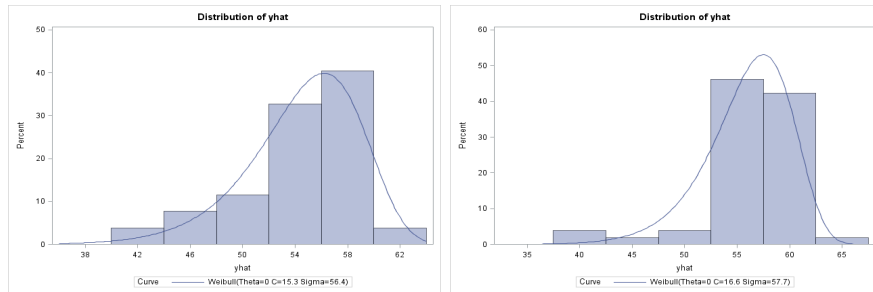 Distribution of yhat
50
40
30
20
10
0
Percent
38 42 46 50 54 58 62
yhat
Curve Weibull(Theta=0 C=15.3 Sigma=56.4)
Distribution of yhat
60
50
40
30
20
10
0
Percent
35 40 45 50 55 60 65
yhat
Curve Weibull(Theta=0 C=16.6 Sigma=57.7)